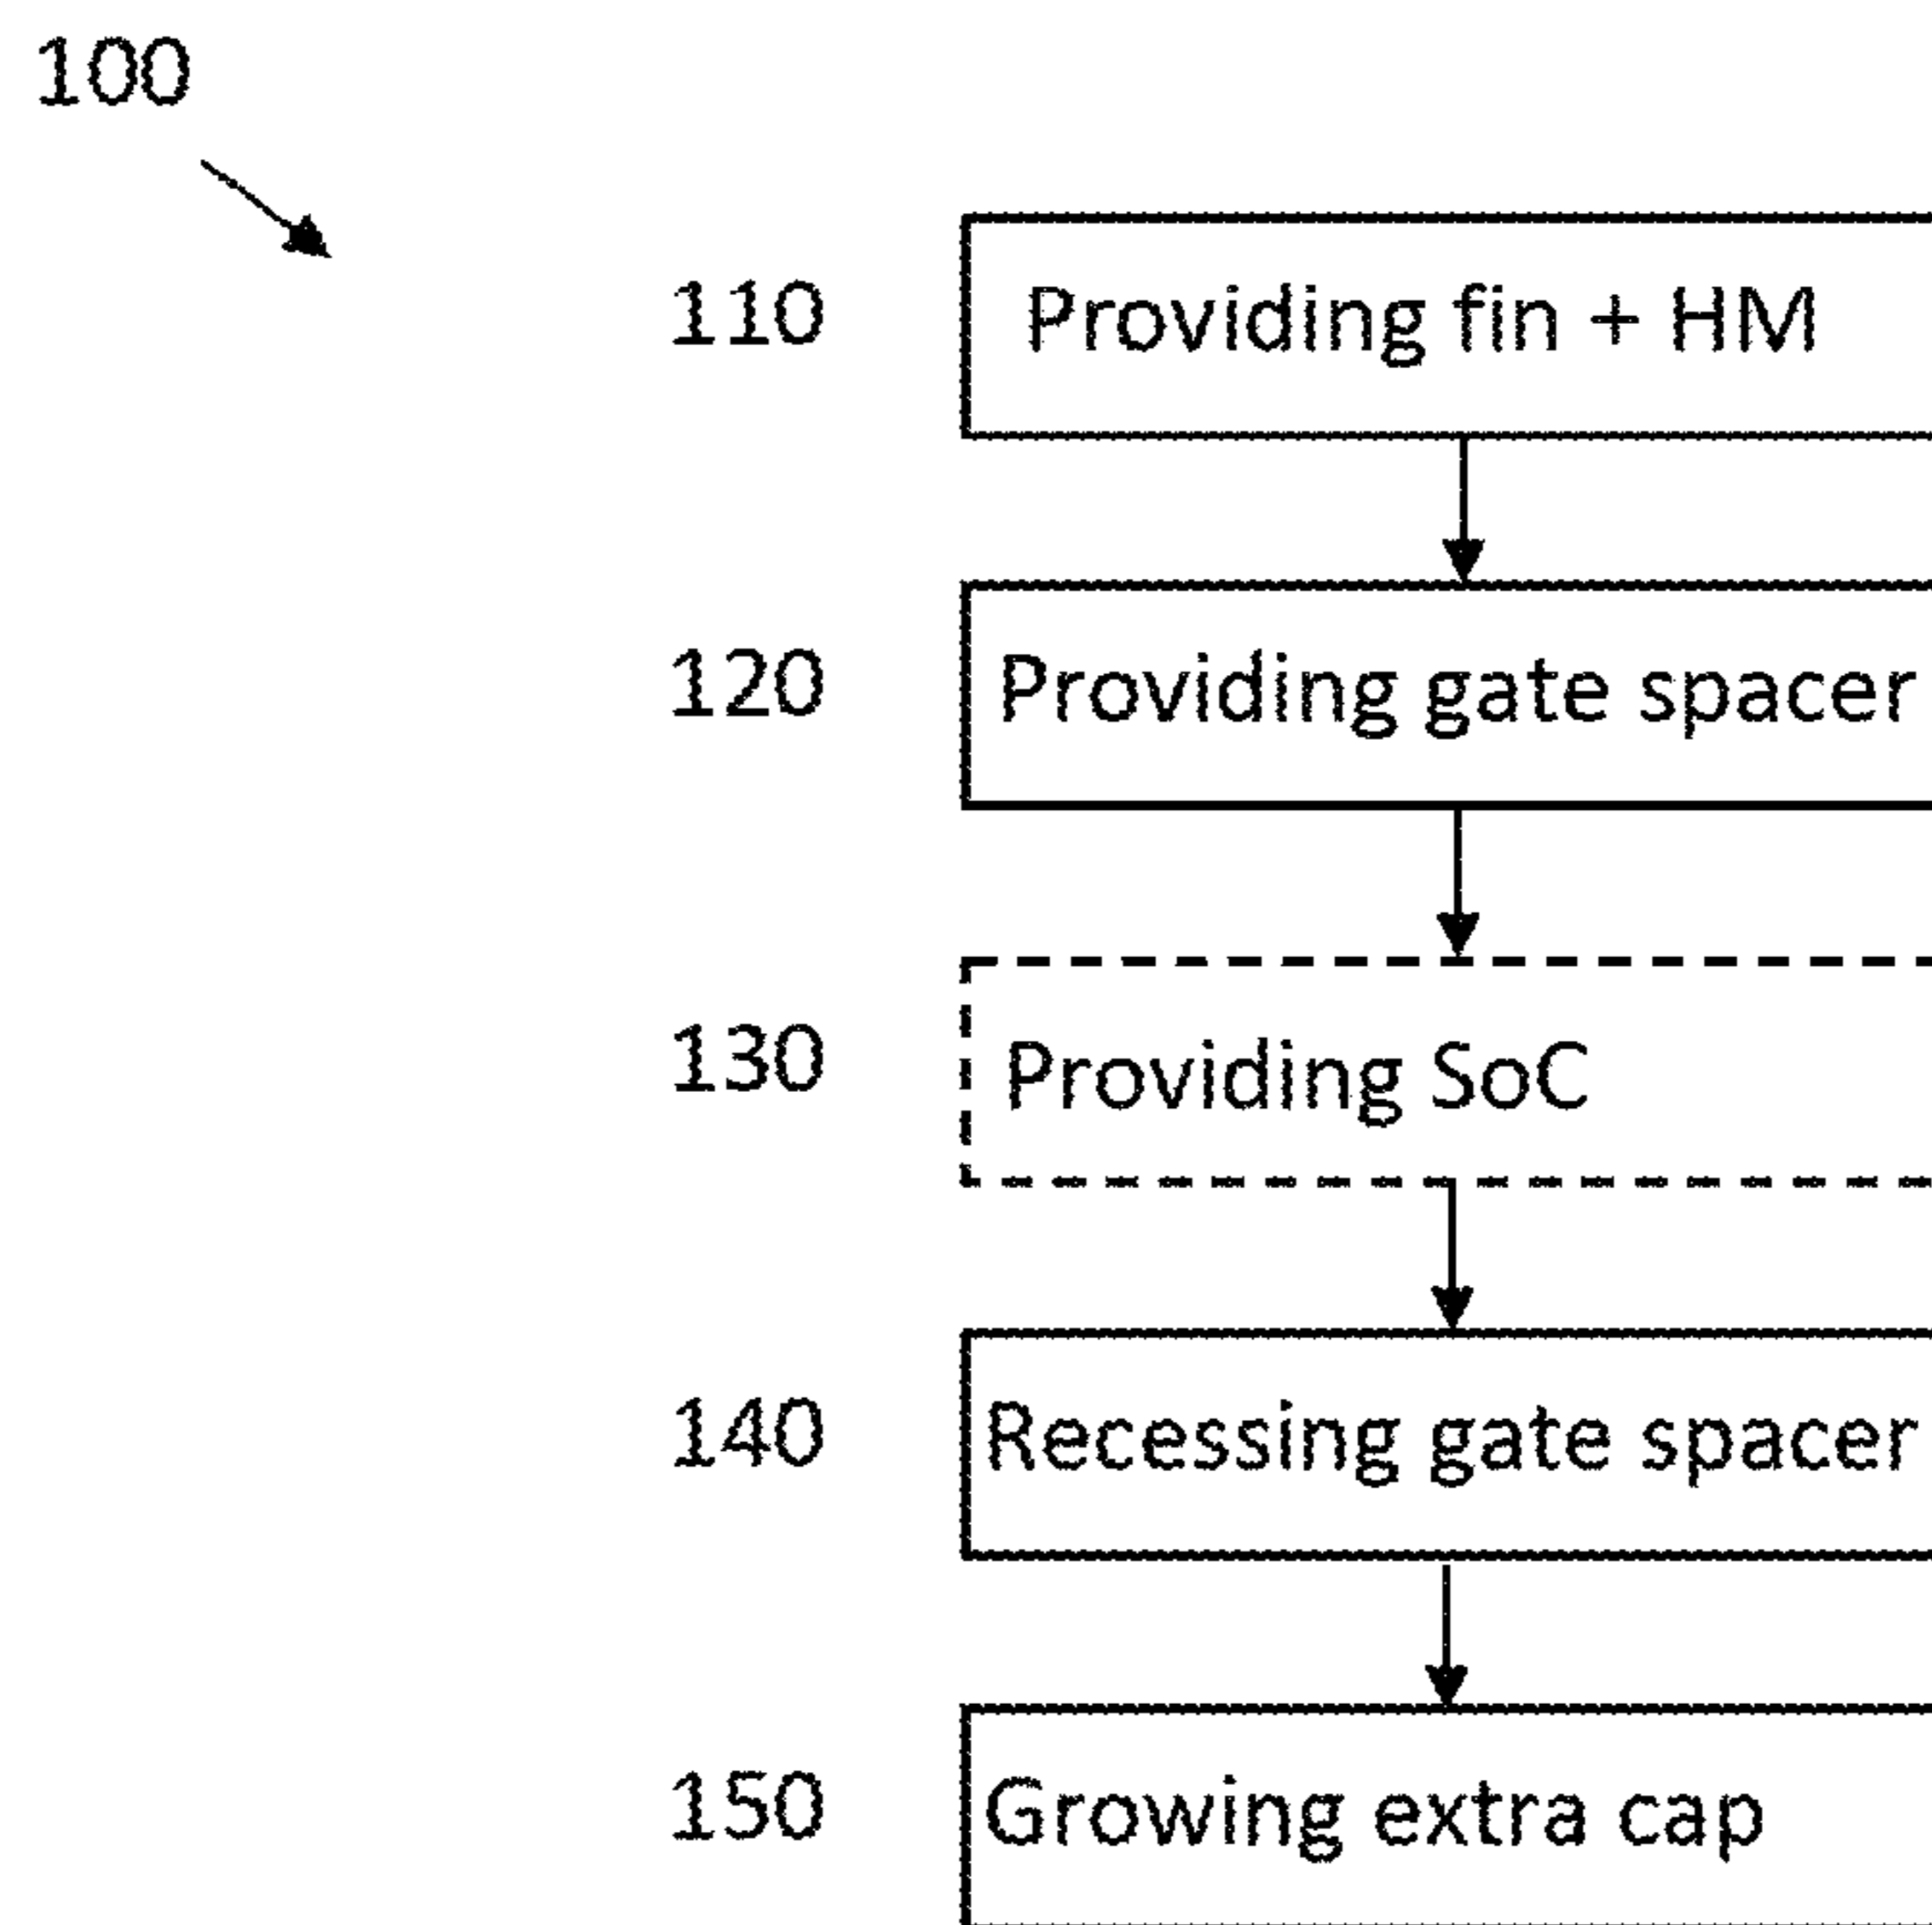 100
110 Providing fin + HM
120 Providing gate spacer
130 Providing SoC
140 Recessing gate spacer
150 Growing extra cap